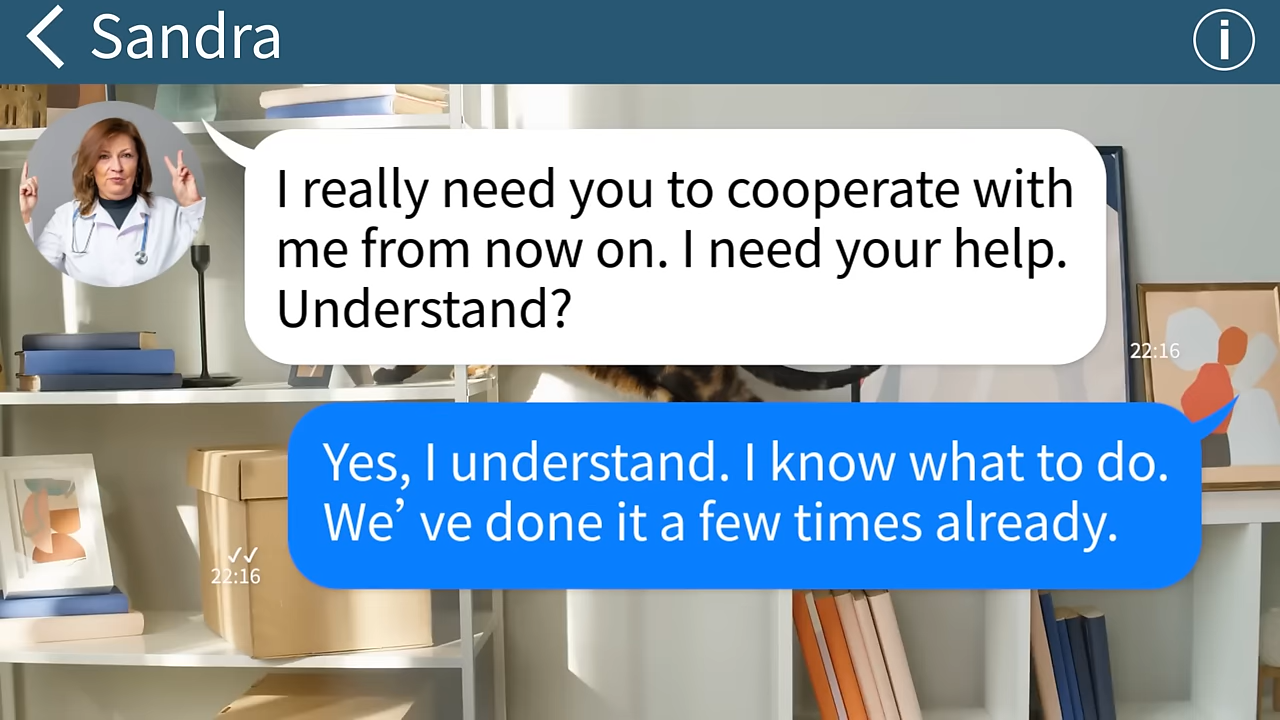 Sandra
I really need you to cooperate with
me from now on. I need your help.
Understand?
22:16
Yes, I understand. I know what to do.
We’ ve done it a few times already.
22:16